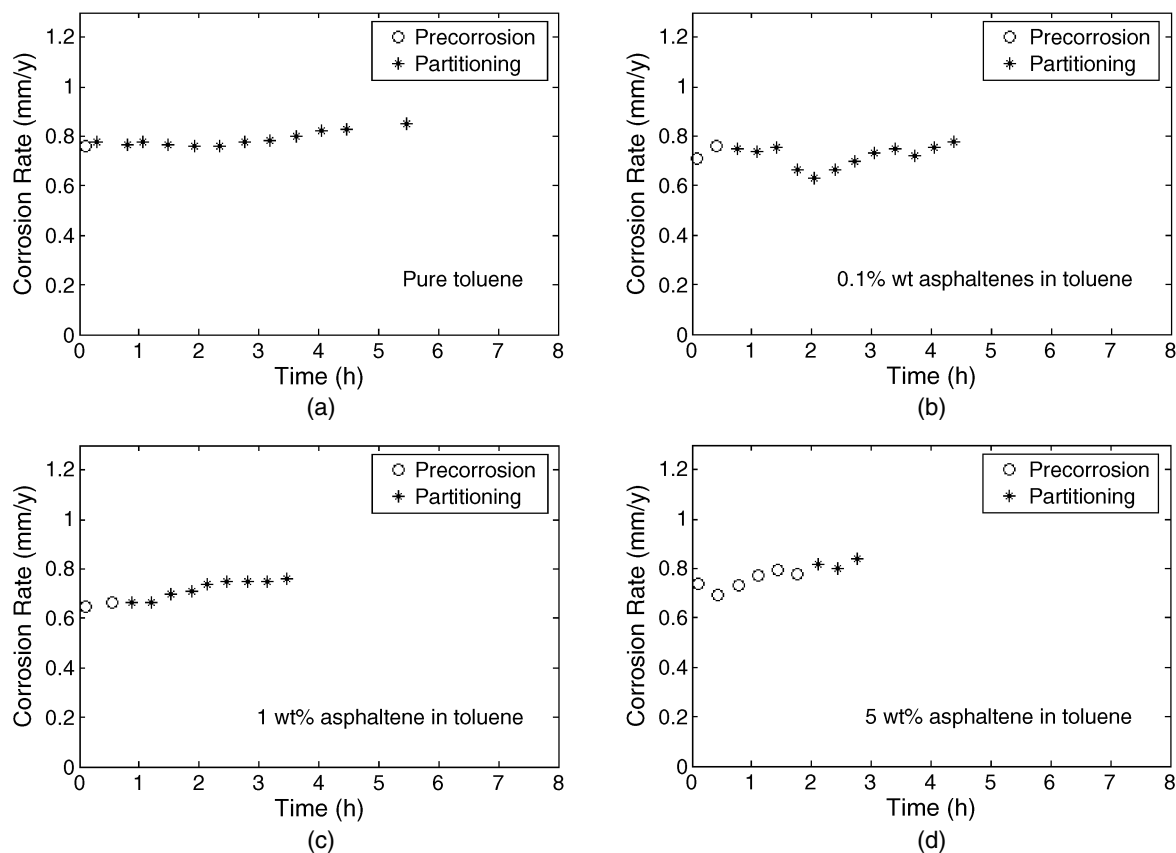 1.2
1
0.8
0.6
0.4
0.2
0
Corrosion Rate (mm/y)
Precorrosion
Partitioning
Pure toluene
0 1 2 3 4 5 6 7 8
Time (h)
(a)
1.2
1
0.8
0.6
0.4
0.2
0
Corrosion Rate (mm/y)
Precorrosion
Partitioning
0.1% wt asphaltenes in toluene
0 1 2 3 4 5 6 7 8
Time (h)
(b)
1.2
1
0.8
0.6
0.4
0.2
0
Corrosion Rate (mm/y)
Precorrosion
Partitioning
1 wt% asphaltene in toluene
0 1 2 3 4 5 6 7 8
Time (h)
(c)
1.2
1
0.8
0.6
0.4
0.2
0
Corrosion Rate (mm/y)
Precorrosion
Partitioning
5 wt% asphaltene in toluene
0 1 2 3 4 5 6 7 8
Time (h)
(d)